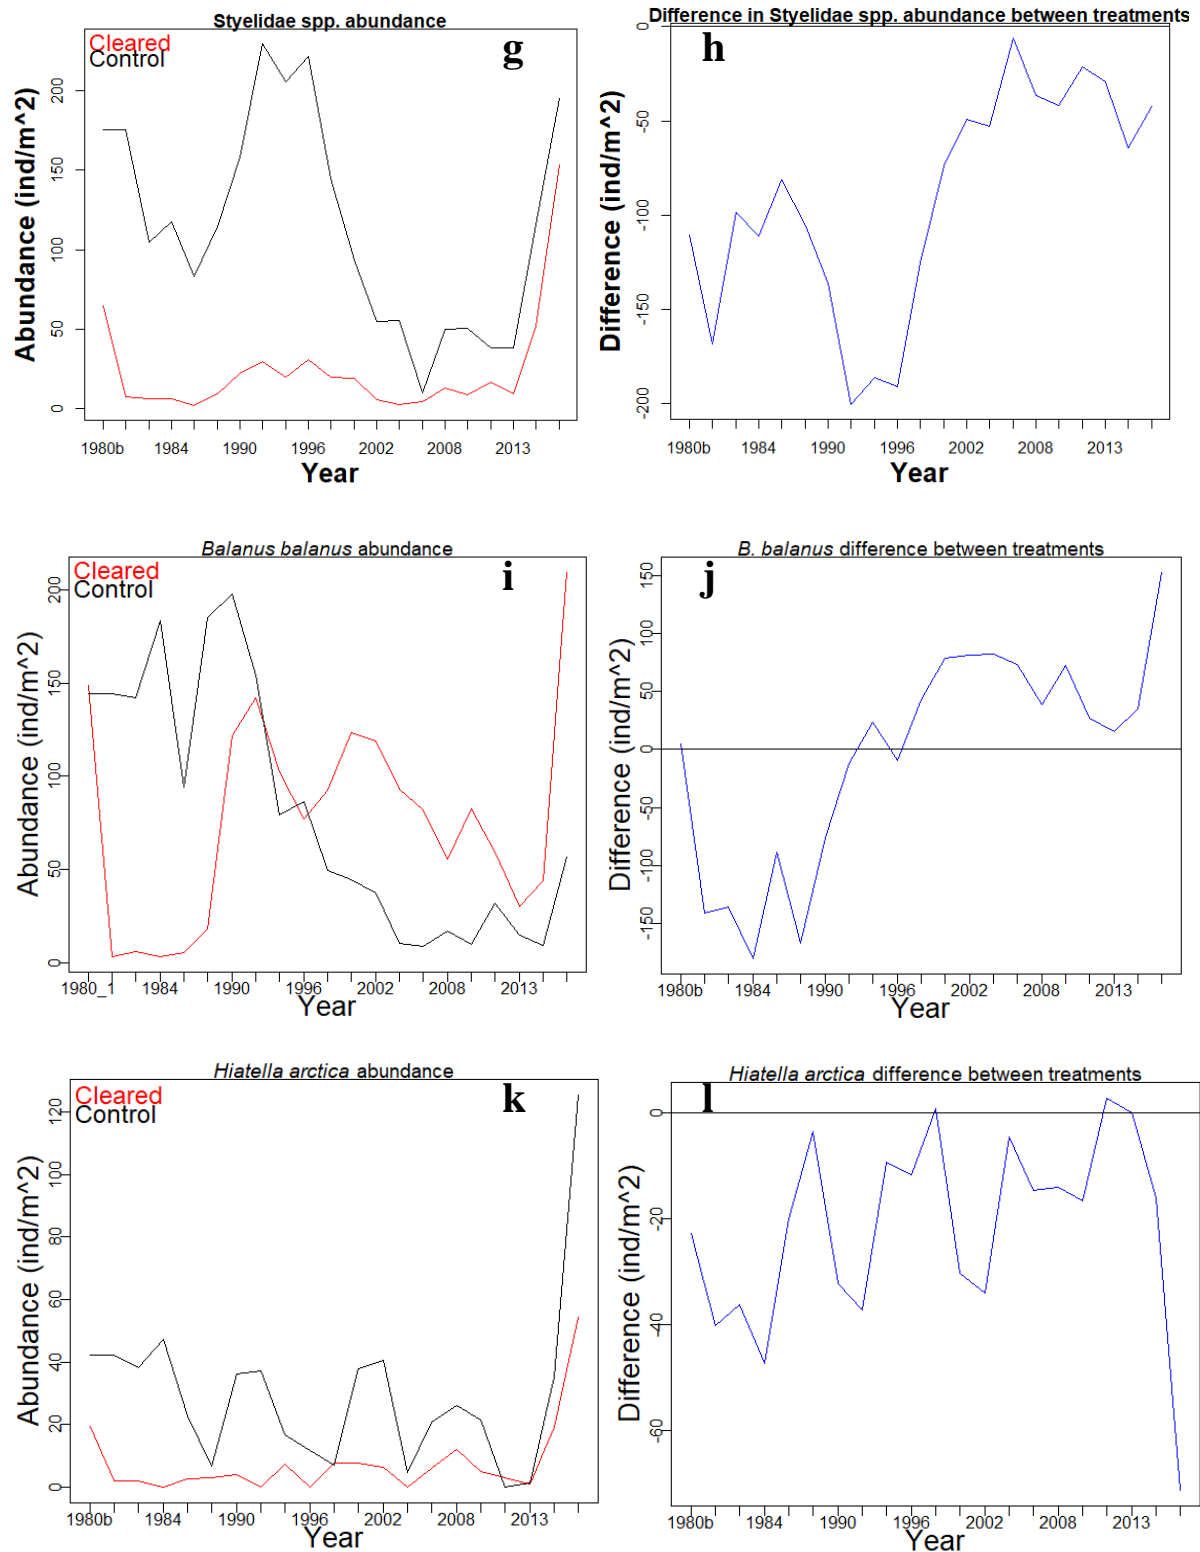 Styelidae spp. abundance
Cleared
Control
g
Abundance (ind/m^2)
200
150
100
50
0
1980b 1984 1990 1996 2002 2008 2013
Year
Difference in Styelidae spp. abundance between treatments
h
Difference (ind/m^2)
0
-50
-100
-150
-200
1980b 1984 1990 1996 2002 2008 2013
Year
Balanus balanus abundance
Cleared
Control
i
Abundance (ind/m^2)
200
150
100
50
0
1980_1 1984 1990 1996 2002 2008 2013
Year
B. balanus difference between treatments
j
Difference (ind/m^2)
150
100
50
0
-50
-100
-150
1980b 1984 1990 1996 2002 2008 2013
Year
Hiatella arctica abundance
Cleared
Control
k
Abundance (ind/m^2)
120
100
80
60
40
20
0
1980b 1984 1990 1996 2002 2008 2013
Year
Hiatella arctica difference between treatments
l
Difference (ind/m^2)
0
-20
-40
-60
1980b 1984 1990 1996 2002 2008 2013
Year